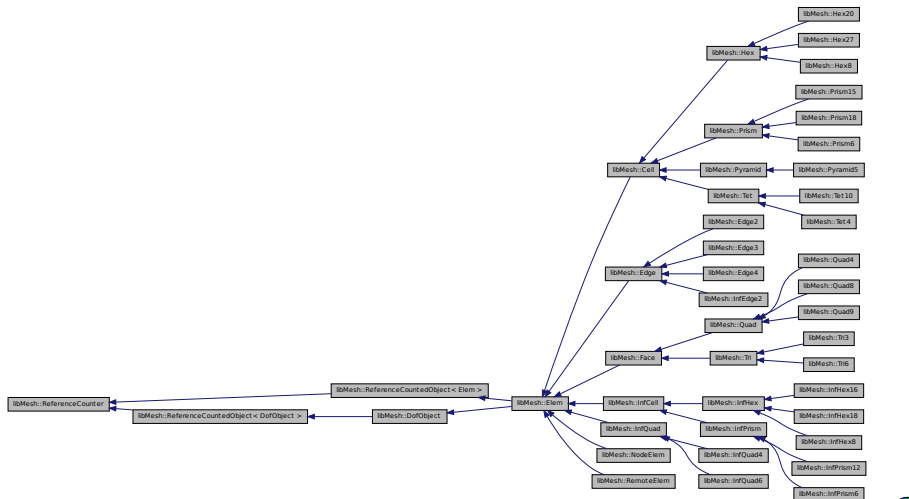 libMesh::Hex20
libMesh::Hex27
libMesh::Hex
libMesh::Hex8
libMesh::Prism15
libMesh::Prism18
libMesh::Prism
libMesh::Prism6
libMesh::Cell
libMesh::Pyramid
libMesh::Pyramid5
libMesh::Tet
libMesh::Tet10
libMesh::Tet4
libMesh::Edge2
libMesh::Edge3
libMesh::Quad4
libMesh::Edge
libMesh::Edge4
libMesh::Quad8
libMesh::InfEdge2
libMesh::Quad9
libMesh::Quad
libMesh::Tri3
libMesh::Face
libMesh::Tri
libMesh::Tri6
libMesh::ReferenceCountedObject< Elem >
libMesh::InfHex16
libMesh::ReferenceCounter
libMesh::Elem
libMesh::InfCell
libMesh::InfHex
libMesh::ReferenceCountedObject< DofObject >
libMesh::DofObject
libMesh::InfHex18
libMesh::InfQuad
libMesh::InfPrism
libMesh::InfHex8
libMesh::NodeElem
libMesh::InfQuad4
libMesh::InfPrism12
libMesh::RemoteElem
libMesh::InfQuad6
libMesh::InfPrism6